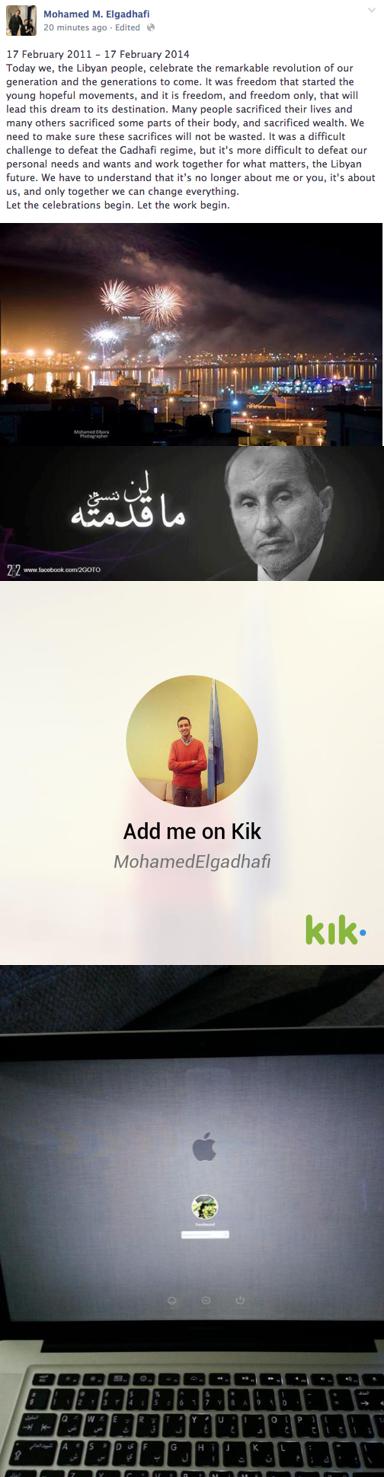 Mohamed M. Elgadhafi
20 minutes ago · Edited
17 February 2011 – 17 February 2014
Today we, the Libyan people, celebrate the remarkable revolution of our
generation and the generations to come. It was freedom that started the
young hopeful movements, and it is freedom, and freedom only, that will
lead this dream to its destination. Many people sacrificed their lives and
many others sacrificed some parts of their body, and sacrificed wealth. We
need to make sure these sacrifices will not be wasted. It was a difficult
challenge to defeat the Gadhafi regime, but it's more difficult to defeat our
personal needs and wants and work together for what matters, the Libyan
future. We have to understand that it's no longer about me or you, it's about
us, and only together we can change everything.
Let the celebrations begin. Let the work begin.
Mohamed Elfjora
Photographer
لن ننسى
ما قدمته
www.facebook.com/2GOTO
Add me on Kik
MohamedElgadhafi
kik
Q W E R T Y U I O P
A S D F G H J K L